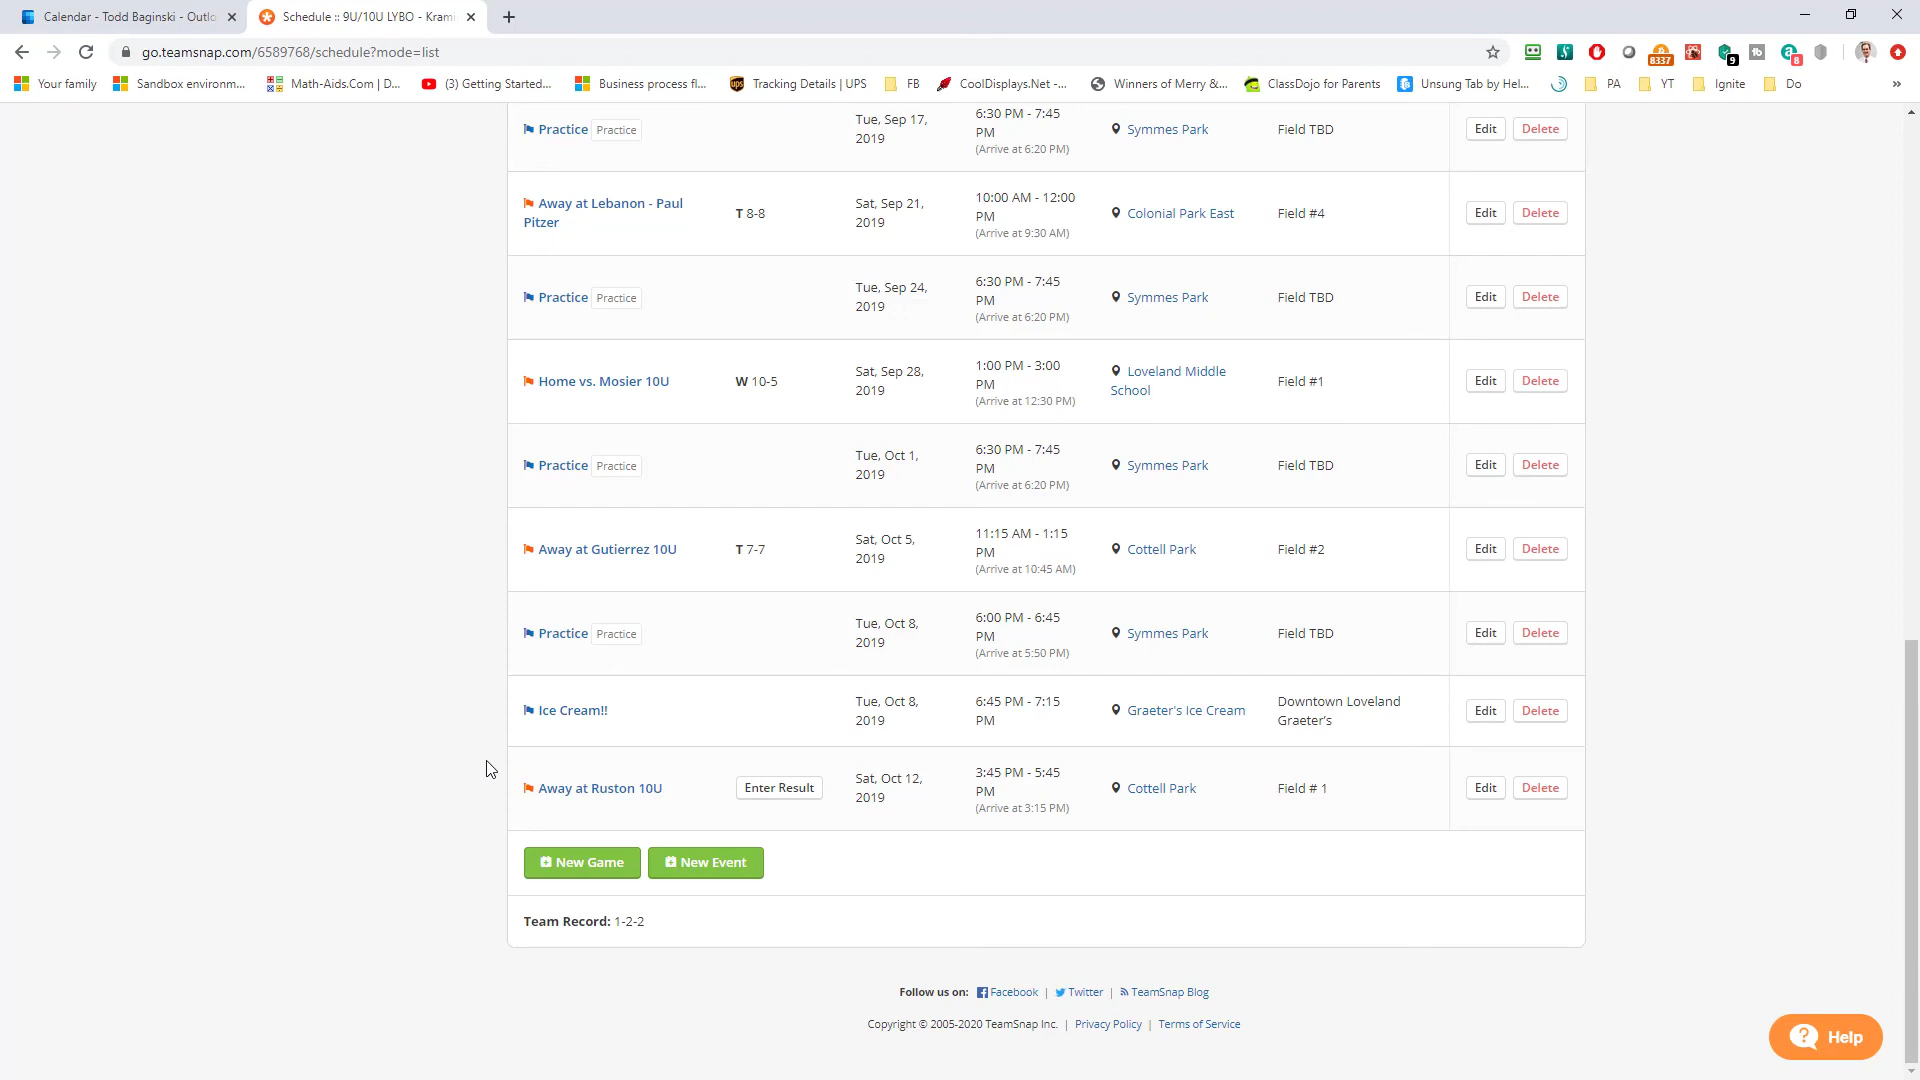 Calendar - Todd Baginski - Outlo
Schedule :: 9U/10U LYBO - Krami
go.teamsnap.com/6589768/schedule?mode=list
8337
9
tb
a
8
Your family
Sandbox environm...
Math-Aids.Com | D...
(3) Getting Started...
Business process fl...
Tracking Details | UPS
FB
CoolDisplays.Net -...
Winners of Merry &...
ClassDojo for Parents
Unsung Tab by Hel...
PA
YT
Ignite
Do
»
Practice Practice
Tue, Sep 17,
2019
6:30 PM - 7:45
PM
(Arrive at 6:20 PM)
Symmes Park
Field TBD
Edit
Delete
Away at Lebanon - Paul
Pitzer
T 8-8
Sat, Sep 21,
2019
10:00 AM - 12:00
PM
(Arrive at 9:30 AM)
Colonial Park East
Field #4
Edit
Delete
Practice Practice
Tue, Sep 24,
2019
6:30 PM - 7:45
PM
(Arrive at 6:20 PM)
Symmes Park
Field TBD
Edit
Delete
Home vs. Mosier 10U
W 10-5
Sat, Sep 28,
2019
1:00 PM - 3:00
PM
(Arrive at 12:30 PM)
Loveland Middle
School
Field #1
Edit
Delete
Practice Practice
Tue, Oct 1,
2019
6:30 PM - 7:45
PM
(Arrive at 6:20 PM)
Symmes Park
Field TBD
Edit
Delete
Away at Gutierrez 10U
T 7-7
Sat, Oct 5,
2019
11:15 AM - 1:15
PM
(Arrive at 10:45 AM)
Cottell Park
Field #2
Edit
Delete
Practice Practice
Tue, Oct 8,
2019
6:00 PM - 6:45
PM
(Arrive at 5:50 PM)
Symmes Park
Field TBD
Edit
Delete
Ice Cream!!
Tue, Oct 8,
2019
6:45 PM - 7:15
PM
Graeter's Ice Cream
Downtown Loveland
Graeter's
Edit
Delete
Away at Ruston 10U
Enter Result
Sat, Oct 12,
2019
3:45 PM - 5:45
PM
(Arrive at 3:15 PM)
Cottell Park
Field # 1
Edit
Delete
New Game
New Event
Team Record: 1-2-2
Follow us on: Facebook | Twitter | TeamSnap Blog
Copyright © 2005-2020 TeamSnap Inc. | Privacy Policy | Terms of Service
? Help